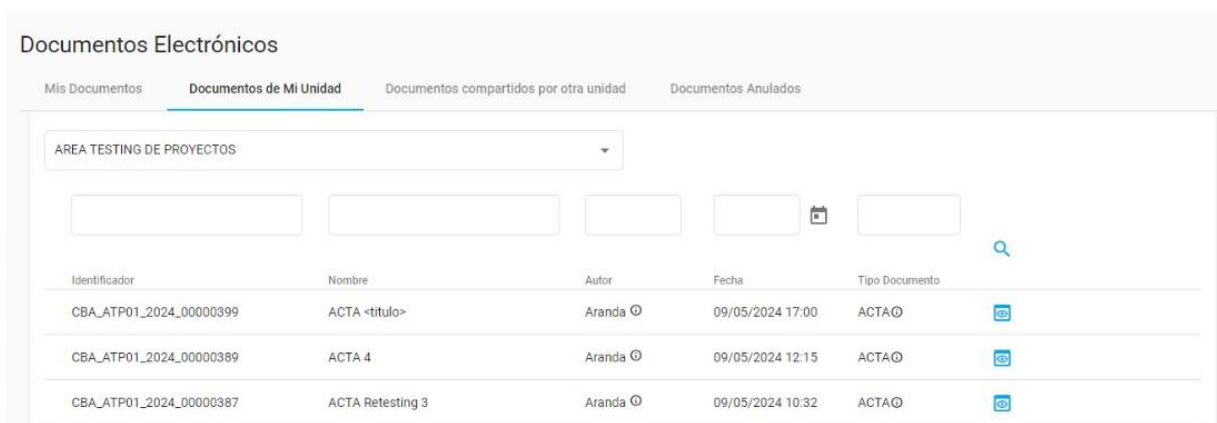 Documentos Electrónicos
Mis Documentos Documentos de Mi Unidad Documentos compartidos por otra unidad Documentos Anulados
AREA TESTING DE PROYECTOS
Identificador Nombre Autor Fecha Tipo Documento
CBA_ATP01_2024_00000399 ACTA <titulo> Aranda 09/05/2024 17:00 ACTA
CBA_ATP01_2024_00000389 ACTA 4 Aranda 09/05/2024 12:15 ACTA
CBA_ATP01_2024_00000387 ACTA Retesting 3 Aranda 09/05/2024 10:32 ACTA